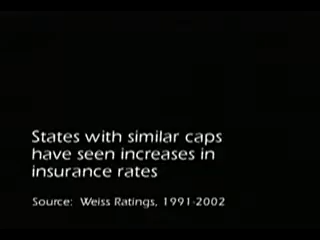 States with similar caps
have seen increases in
insurance rates
Source: Weiss Ratings, 1991-2002